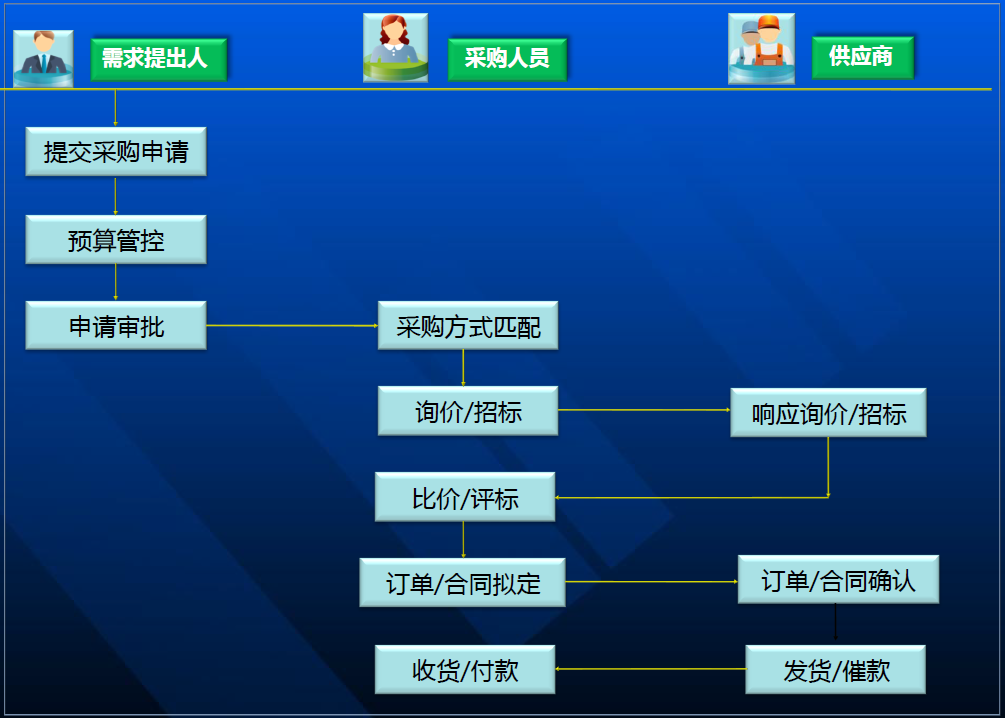 需求提出人
采购人员
供应商
提交采购申请
预算管控
申请审批
采购方式匹配
询价/招标
响应询价/招标
比价/评标
订单/合同拟定
订单/合同确认
收货/付款
发货/催款